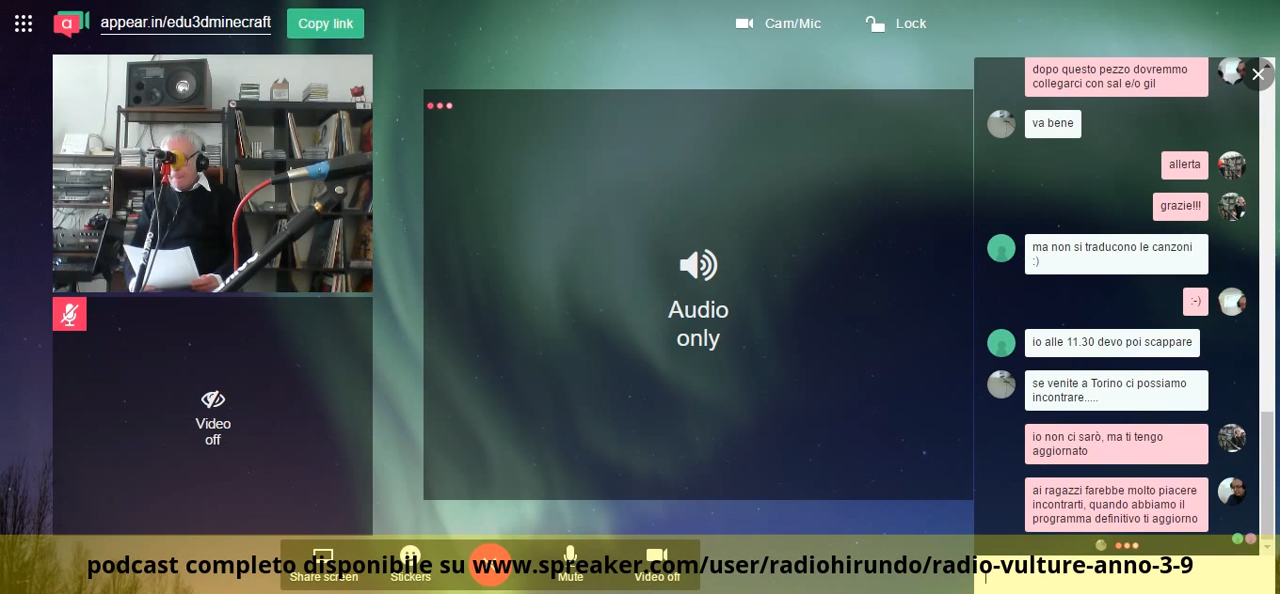 appear.in/edu3dminecraft
Copy link
Cam/Mic
Lock
Audio
only
Video
off
dopo questo pezzo dovremmo
collegarci con sal e/o gil
va bene
allerta
grazie!!!
ma non si traducono le canzoni
:)
:-)
io alle 11.30 devo poi scappare
se venite a Torino ci possiamo
incontrare.....
io non ci sarò, ma ti tengo
aggiornato
ai ragazzi farebbe molto piacere
incontrarti, quando abbiamo il
programma definitivo ti aggiorno
Share screen
Stickers
Mute
Video off
podcast completo disponibile su www.spreaker.com/user/radiohirundo/radio-vulture-anno-3-9